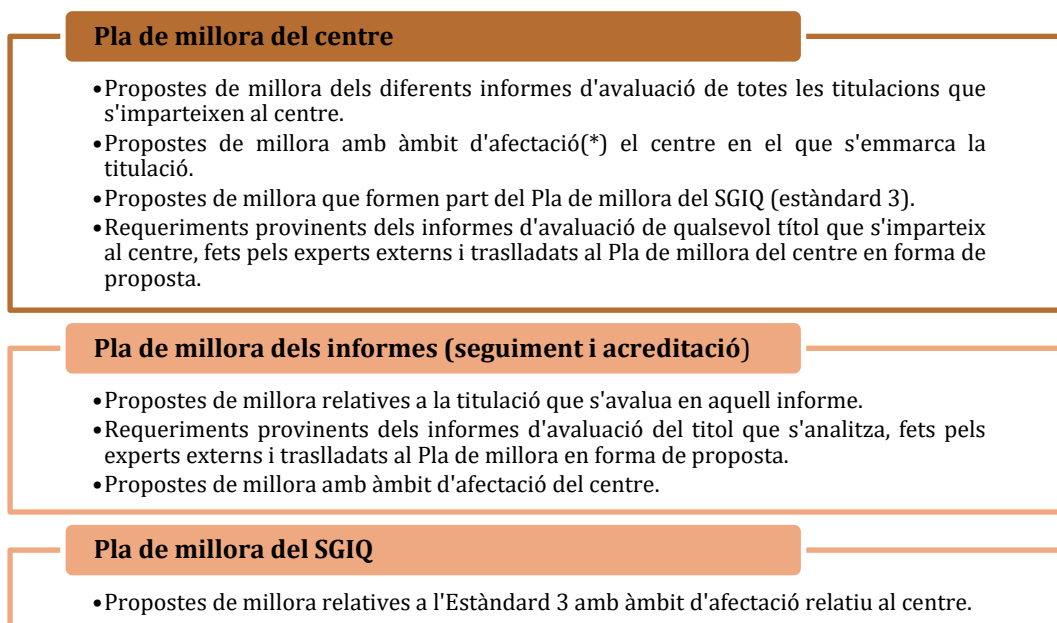 Pla de millora del centre
•Propostes de millora dels diferents informes d'avaluació de totes les titulacions que
s'imparteixen al centre.
•Propostes de millora amb àmbit d'afectació(*) el centre en el que s'emmarca la
titulació.
•Propostes de millora que formen part del Pla de millora del SGIQ (estàndard 3).
•Requeriments provinents dels informes d'avaluació de qualsevol títol que s'imparteix
al centre, fets pels experts externs i traslladats al Pla de millora del centre en forma de
proposta.
Pla de millora dels informes (seguiment i acreditació)
•Propostes de millora relatives a la titulació que s'avalua en aquell informe.
•Requeriments provinents dels informes d'avaluació del titol que s'analitza, fets pels
experts externs i traslladats al Pla de millora en forma de proposta.
•Propostes de millora amb àmbit d'afectació del centre.
Pla de millora del SGIQ
•Propostes de millora relatives a l'Estàndard 3 amb àmbit d'afectació relatiu al centre.